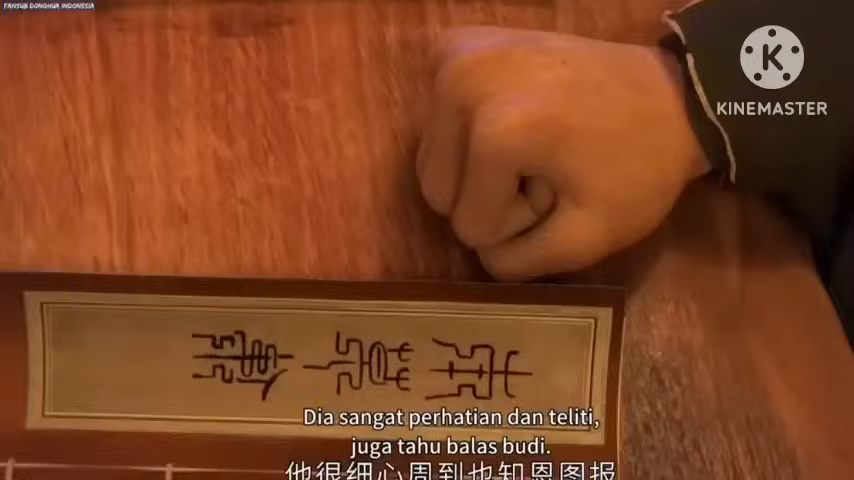 FANSUB DONGHUA INDONESIA
KINEMASTER
Dia sangat perhatian dan teliti,
juga tahu balas budi.
他很细心周到也知恩图报